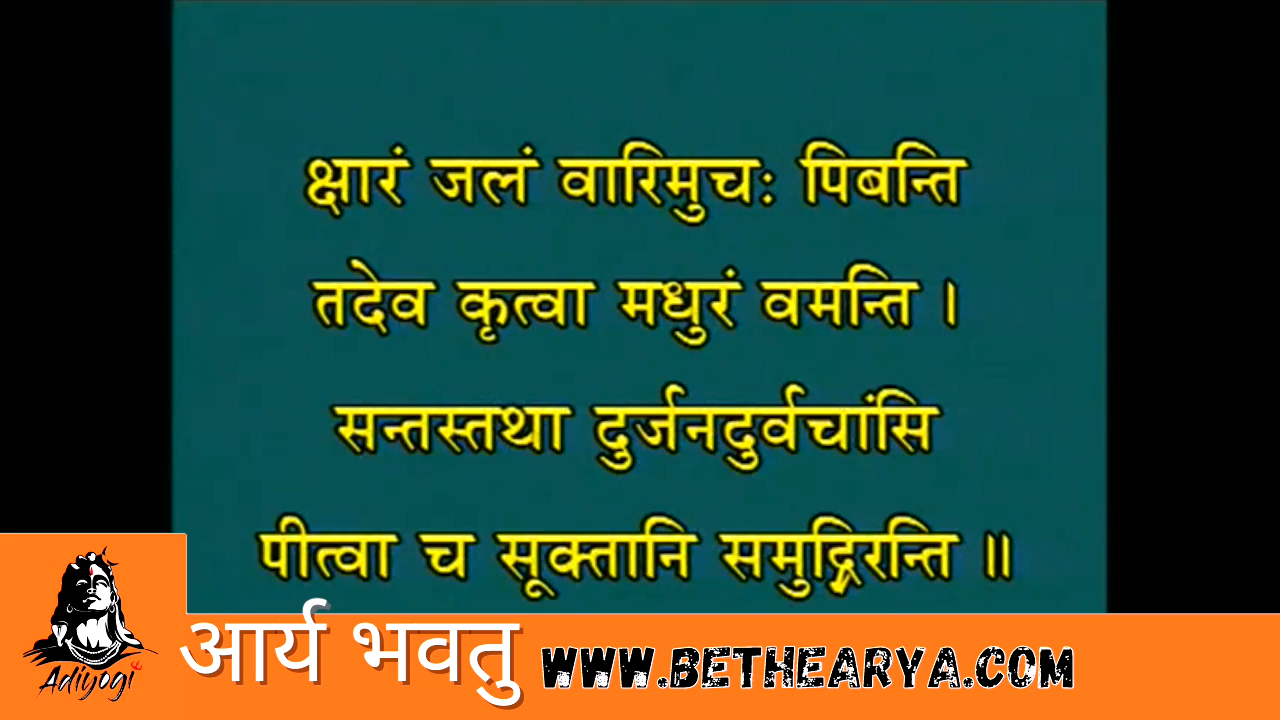 क्षारं जलं वारिमुचः पिबन्ति
तदेव कृत्वा मधुरं वमन्ति ।
सन्तस्तथा दुर्जनदुर्वचांसि
पीत्वा च सूक्तानि समुद्गिरन्ति ॥
Adiyogi
आर्य भवतु
WWW.BETHEARYA.COM